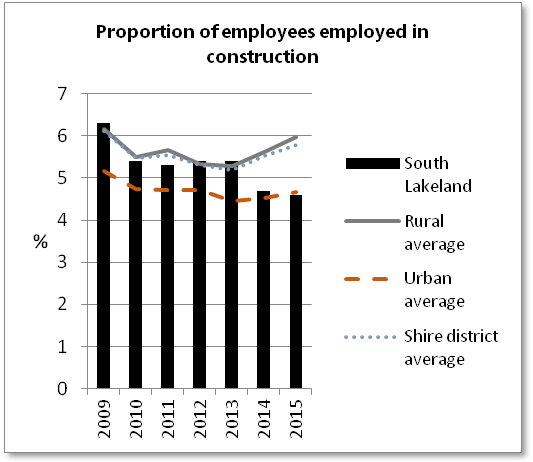 Proportion of employees employed in
construction
7
6
5
4
3
2
1
0
%
2009
2010
2011
2012
2013
2014
2015
South
Lakeland
Rural
average
Urban
average
Shire district
average